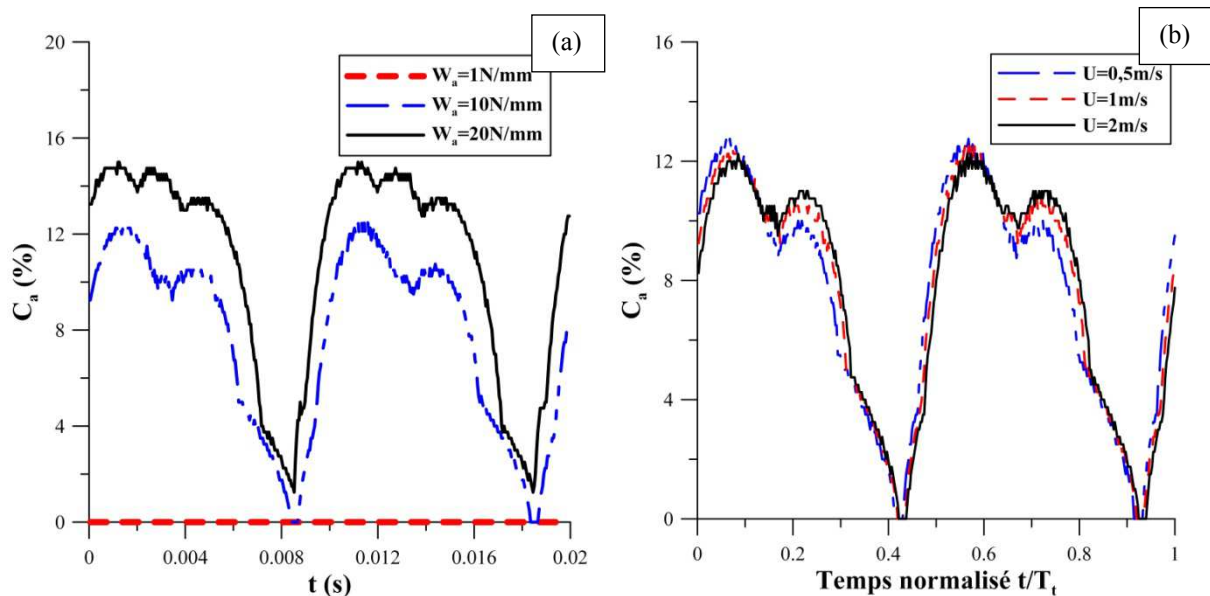 (a)
20
16
12
8
4
0
C_a (%)
W_a=1N/mm
W_a=10N/mm
W_a=20N/mm
0
0.004
0.008
0.012
0.016
0.02
t (s)
(b)
16
12
8
4
0
C_a (%)
U=0,5m/s
U=1m/s
U=2m/s
0
0.2
0.4
0.6
0.8
1
Temps normalisé t/T_t